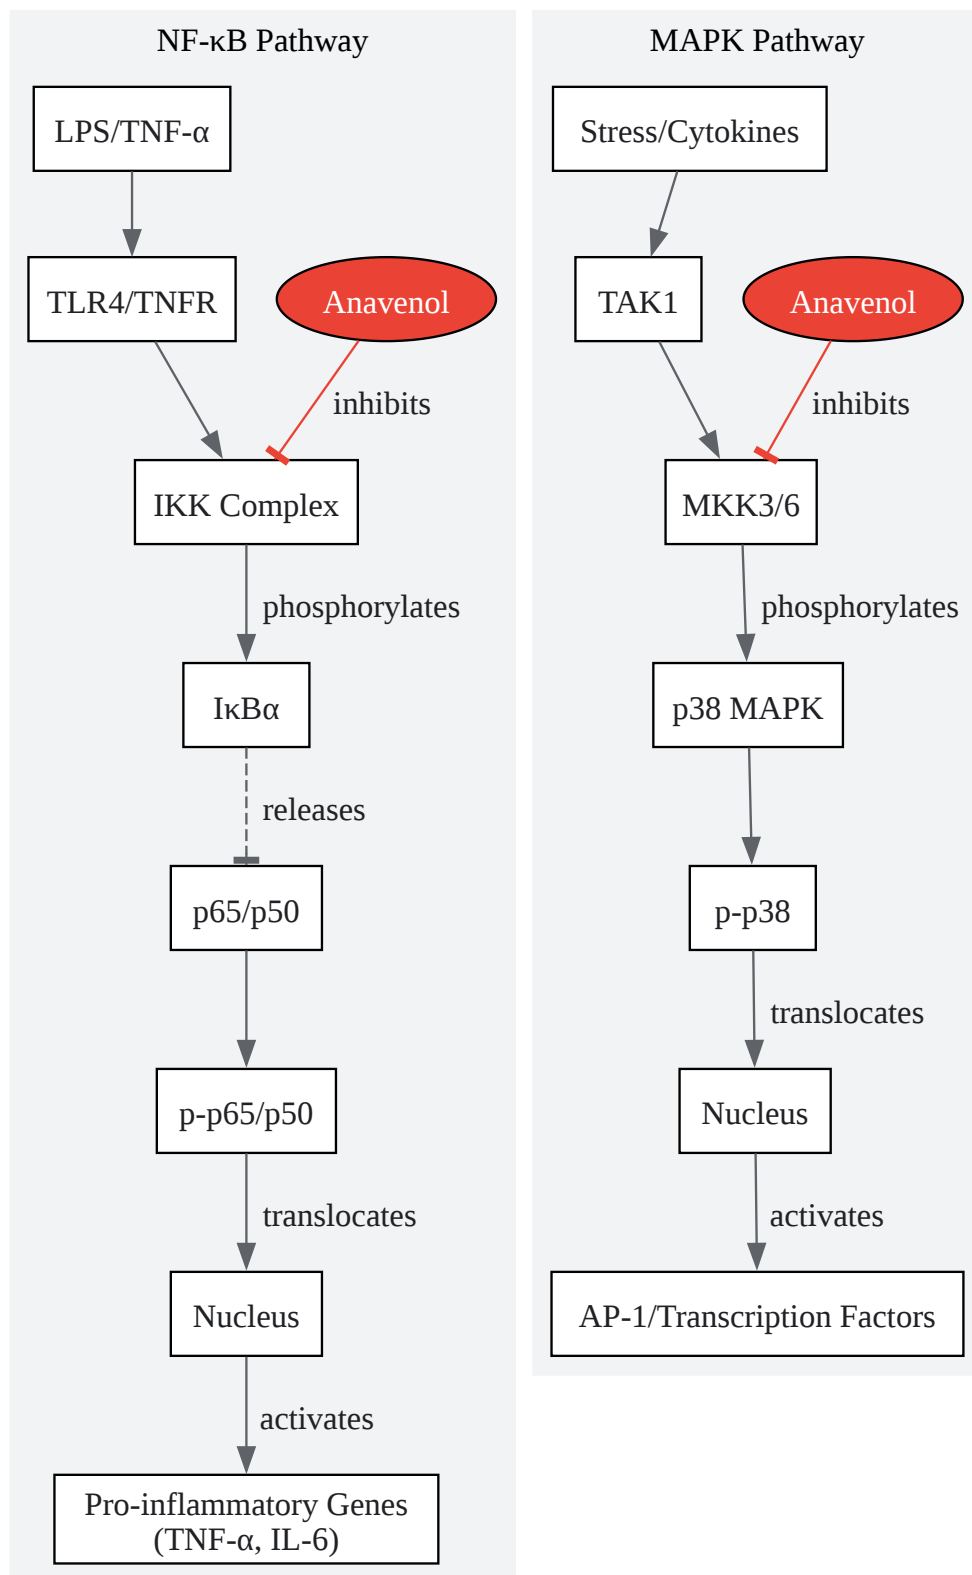 NF-κB Pathway
LPS/TNF-α
TLR4/TNFR
Anavenol
inhibits
IKK Complex
phosphorylates
IκBα
releases
p65/p50
p-p65/p50
translocates
Nucleus
activates
Pro-inflammatory Genes
(TNF-α, IL-6)
MAPK Pathway
Stress/Cytokines
TAK1
Anavenol
inhibits
MKK3/6
phosphorylates
p38 MAPK
p-p38
translocates
Nucleus
activates
AP-1/Transcription Factors